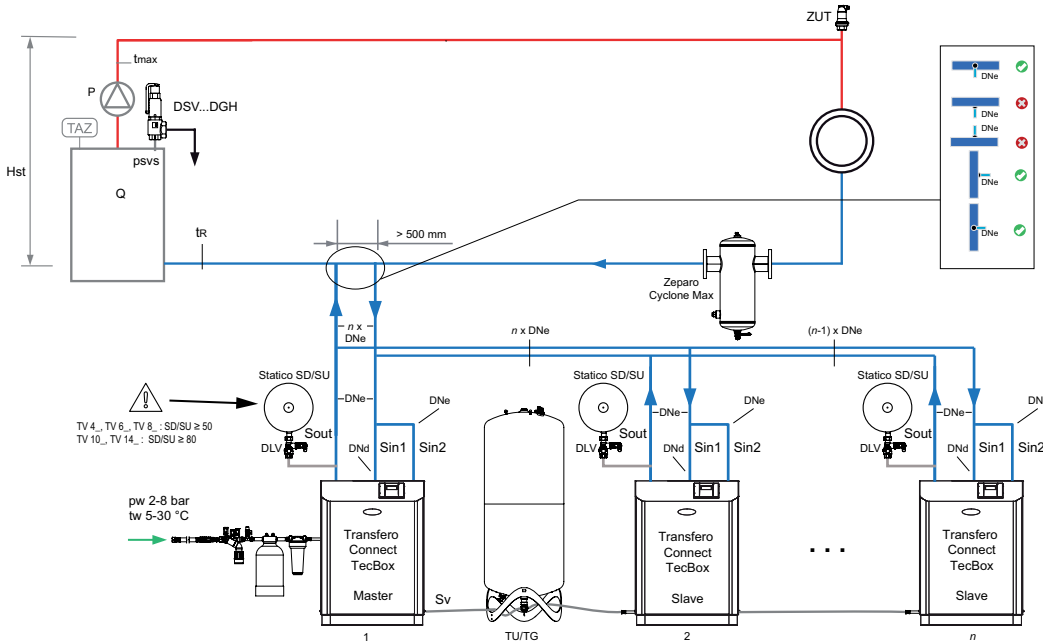 ZUT
tmax
P
DSV...DGH
TAZ
psvs
Hst
Q
tR
> 500 mm
Zeparo
Cyclone Max
DNe
DNe
DNe
DNe
DNe
n x
DNe
n x DNe
(n-1) x DNe
Statico SD/SU
Statico SD/SU
Statico SD/SU
TV 4_, TV 6_, TV 8_ : SD/SU ≥ 50
TV 10_, TV 14_ : SD/SU ≥ 80
DNe
DNe
DNe
DNe
DNe
DNe
DLV
Sout
DNd
Sin1
Sin2
DLV
Sout
DNd
Sin1
Sin2
DLV
Sout
DNd
Sin1
Sin2
pw 2-8 bar
tw 5-30 °C
Transfero
Connect
TecBox
Master
Sv
Transfero
Connect
TecBox
Slave
. . .
Transfero
Connect
TecBox
Slave
1
TU/TG
2
n